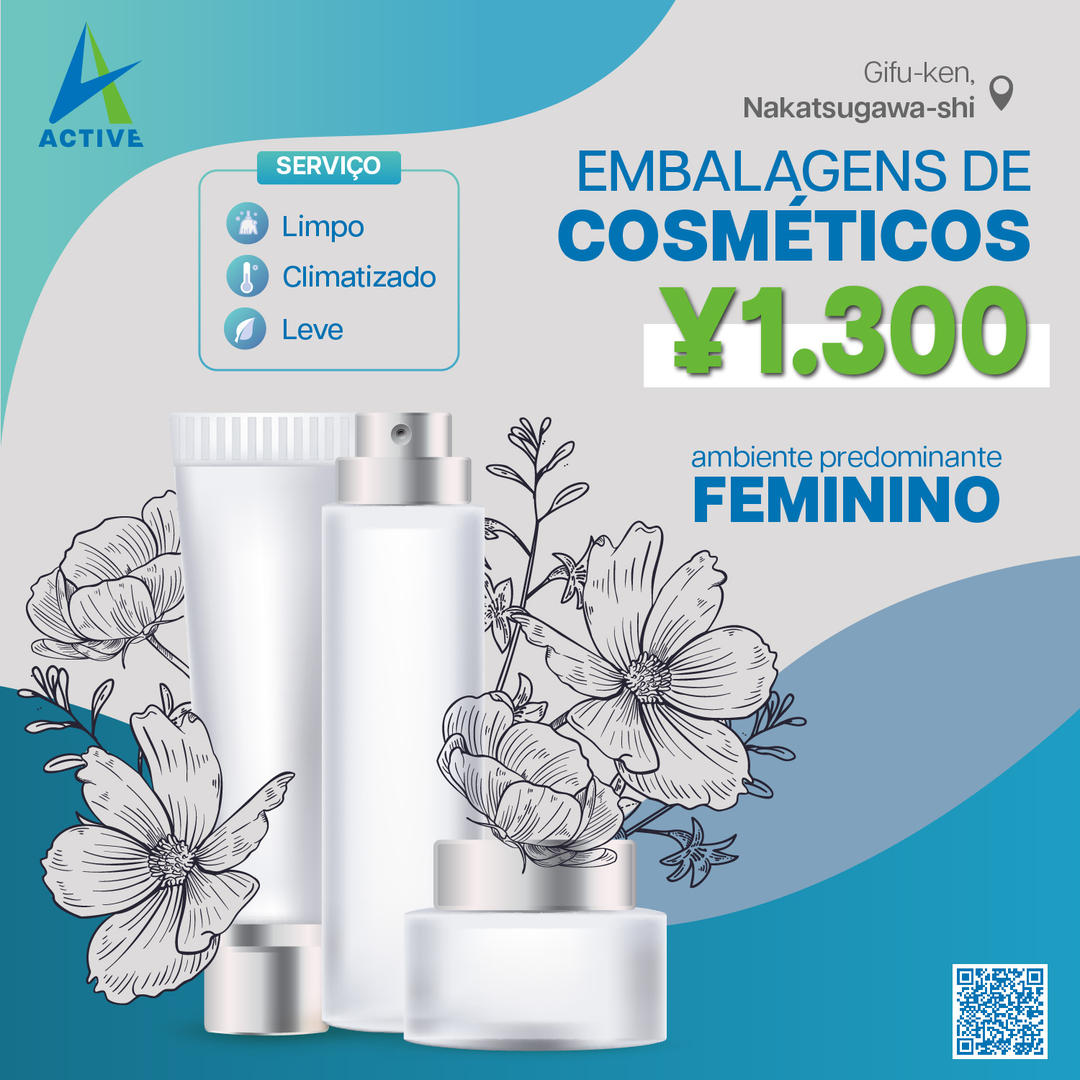 ACTIVE
Gifu-ken,
Nakatsugawa-shi
EMBALAGENS DE
COSMÉTICOS
¥1.300
SERVIÇO
Limpo
Climatizado
Leve
ambiente predominante
FEMININO